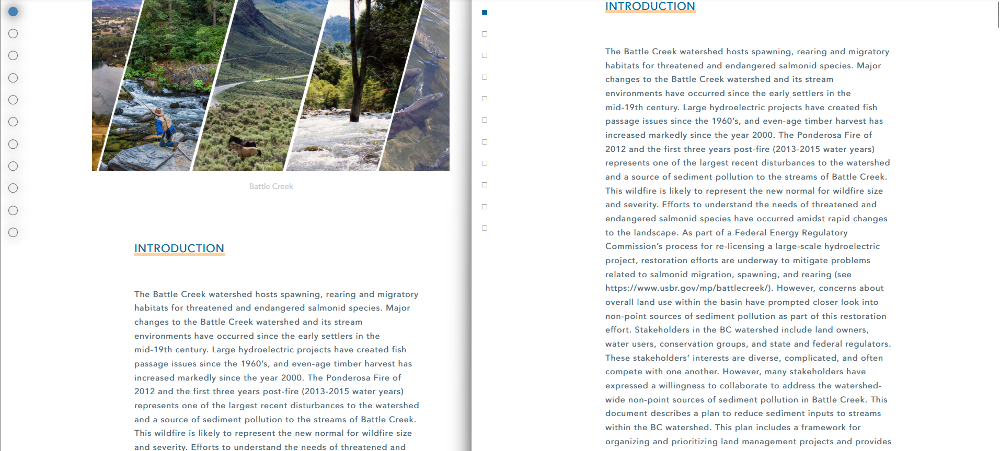 Battle Creek
INTRODUCTION
The Battle Creek watershed hosts spawning, rearing and migratory
habitats for threatened and endangered salmonid species. Major
changes to the Battle Creek watershed and its stream
environments have occurred since the early settlers in the
mid-19th century. Large hydroelectric projects have created fish
passage issues since the 1960’s, and even-age timber harvest has
increased markedly since the year 2000. The Ponderosa Fire of
2012 and the first three years post-fire (2013-2015 water years)
represents one of the largest recent disturbances to the watershed
and a source of sediment pollution to the streams of Battle Creek.
This wildfire is likely to represent the new normal for wildfire size
and severity. Efforts to understand the needs of threatened and
INTRODUCTION
The Battle Creek watershed hosts spawning, rearing and migratory
habitats for threatened and endangered salmonid species. Major
changes to the Battle Creek watershed and its stream
environments have occurred since the early settlers in the
mid-19th century. Large hydroelectric projects have created fish
passage issues since the 1960’s, and even-age timber harvest has
increased markedly since the year 2000. The Ponderosa Fire of
2012 and the first three years post-fire (2013-2015 water years)
represents one of the largest recent disturbances to the watershed
and a source of sediment pollution to the streams of Battle Creek.
This wildfire is likely to represent the new normal for wildfire size
and severity. Efforts to understand the needs of threatened and
endangered salmonid species have occurred amidst rapid changes
to the landscape. As part of a Federal Energy Regulatory
Commission’s process for re-licensing a large-scale hydroelectric
project, restoration efforts are underway to mitigate problems
related to salmonid migration, spawning, and rearing (see
https://www.usbr.gov/mp/battlecreek/). However, concerns about
overall land use within the basin have prompted closer look into
non-point sources of sediment pollution as part of this restoration
effort. Stakeholders in the BC watershed include land owners,
water users, conservation groups, and state and federal regulators.
These stakeholders’ interests are diverse, complicated, and often
compete with one another. However, many stakeholders have
expressed a willingness to collaborate to address the watershed-
wide non-point sources of sediment pollution in Battle Creek. This
document describes a plan to reduce sediment inputs to streams
within the BC watershed. This plan includes a framework for
organizing and prioritizing land management projects and provides